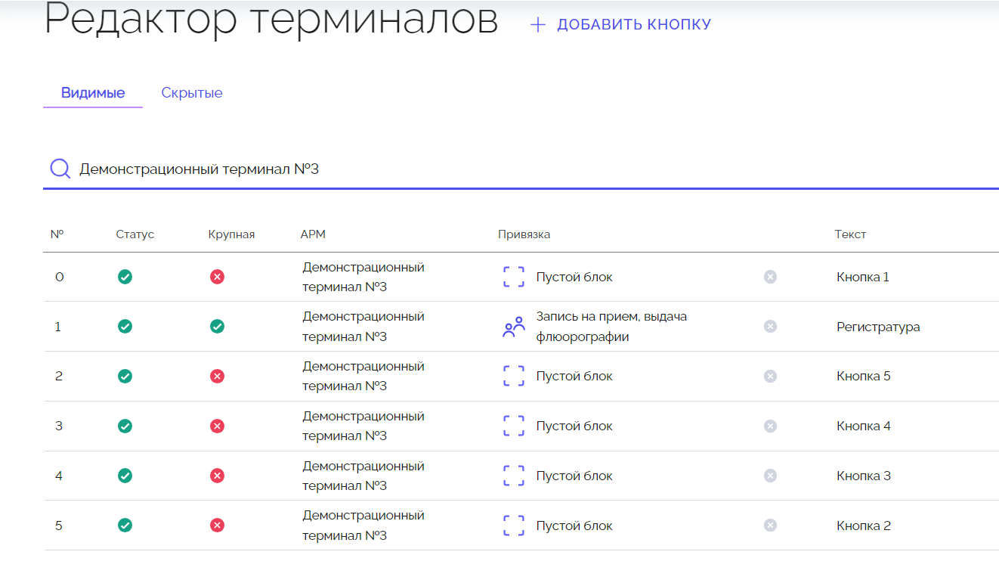 Редактор терминалов + ДОБАВИТЬ КНОПКУ
Видимые Скрытые
Демонстрационный терминал №3
№ Статус Крупная АРМ Привязка Текст
0 Демонстрационный терминал №3 Пустой блок Кнопка 1
1 Демонстрационный терминал №3 Запись на прием, выдача флюорографии Регистратура
2 Демонстрационный терминал №3 Пустой блок Кнопка 5
3 Демонстрационный терминал №3 Пустой блок Кнопка 4
4 Демонстрационный терминал №3 Пустой блок Кнопка 3
5 Демонстрационный терминал №3 Пустой блок Кнопка 2